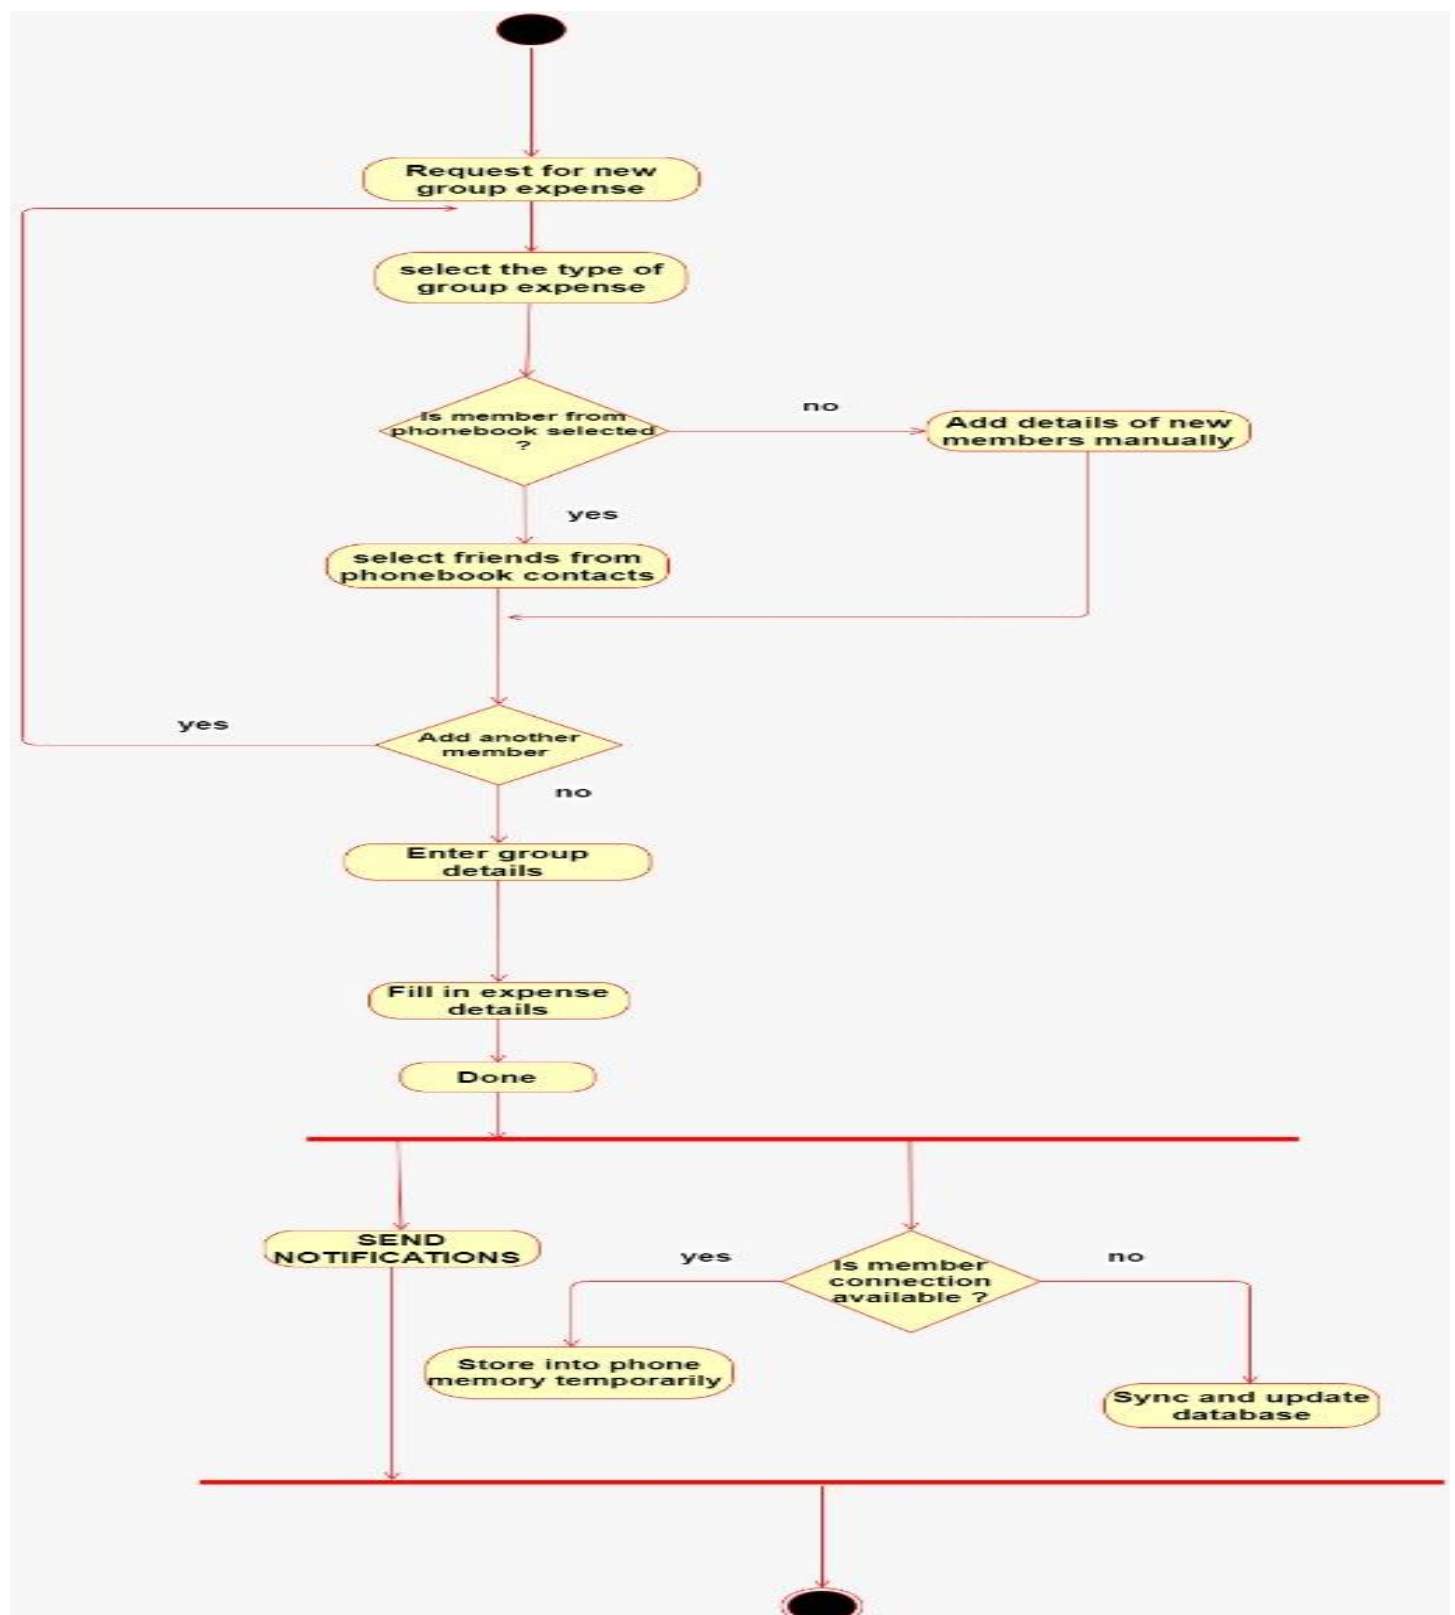 Request for new
group expense
select the type of
group expense
Is member from
phonebook selected
?
no
Add details of new
members manually
yes
select friends from
phonebook contacts
yes
Add another
member
no
Enter group
details
Fill in expense
details
Done
SEND
NOTIFICATIONS
yes
Is member
connection
available ?
no
Store into phone
memory temporarily
Sync and update
database